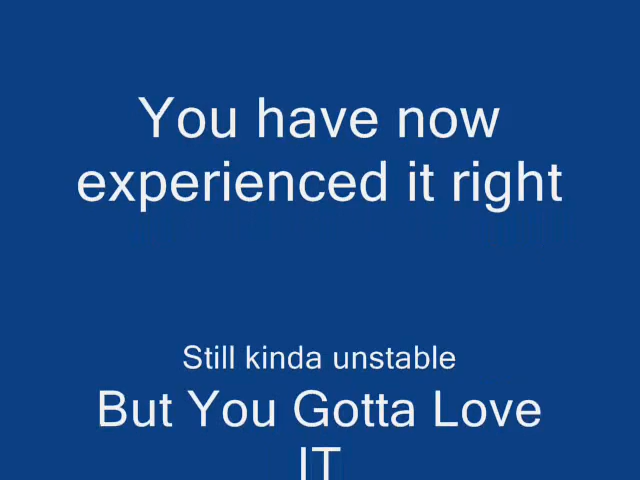 You have now
experienced it right
Still kinda unstable
But You Gotta Love
IT